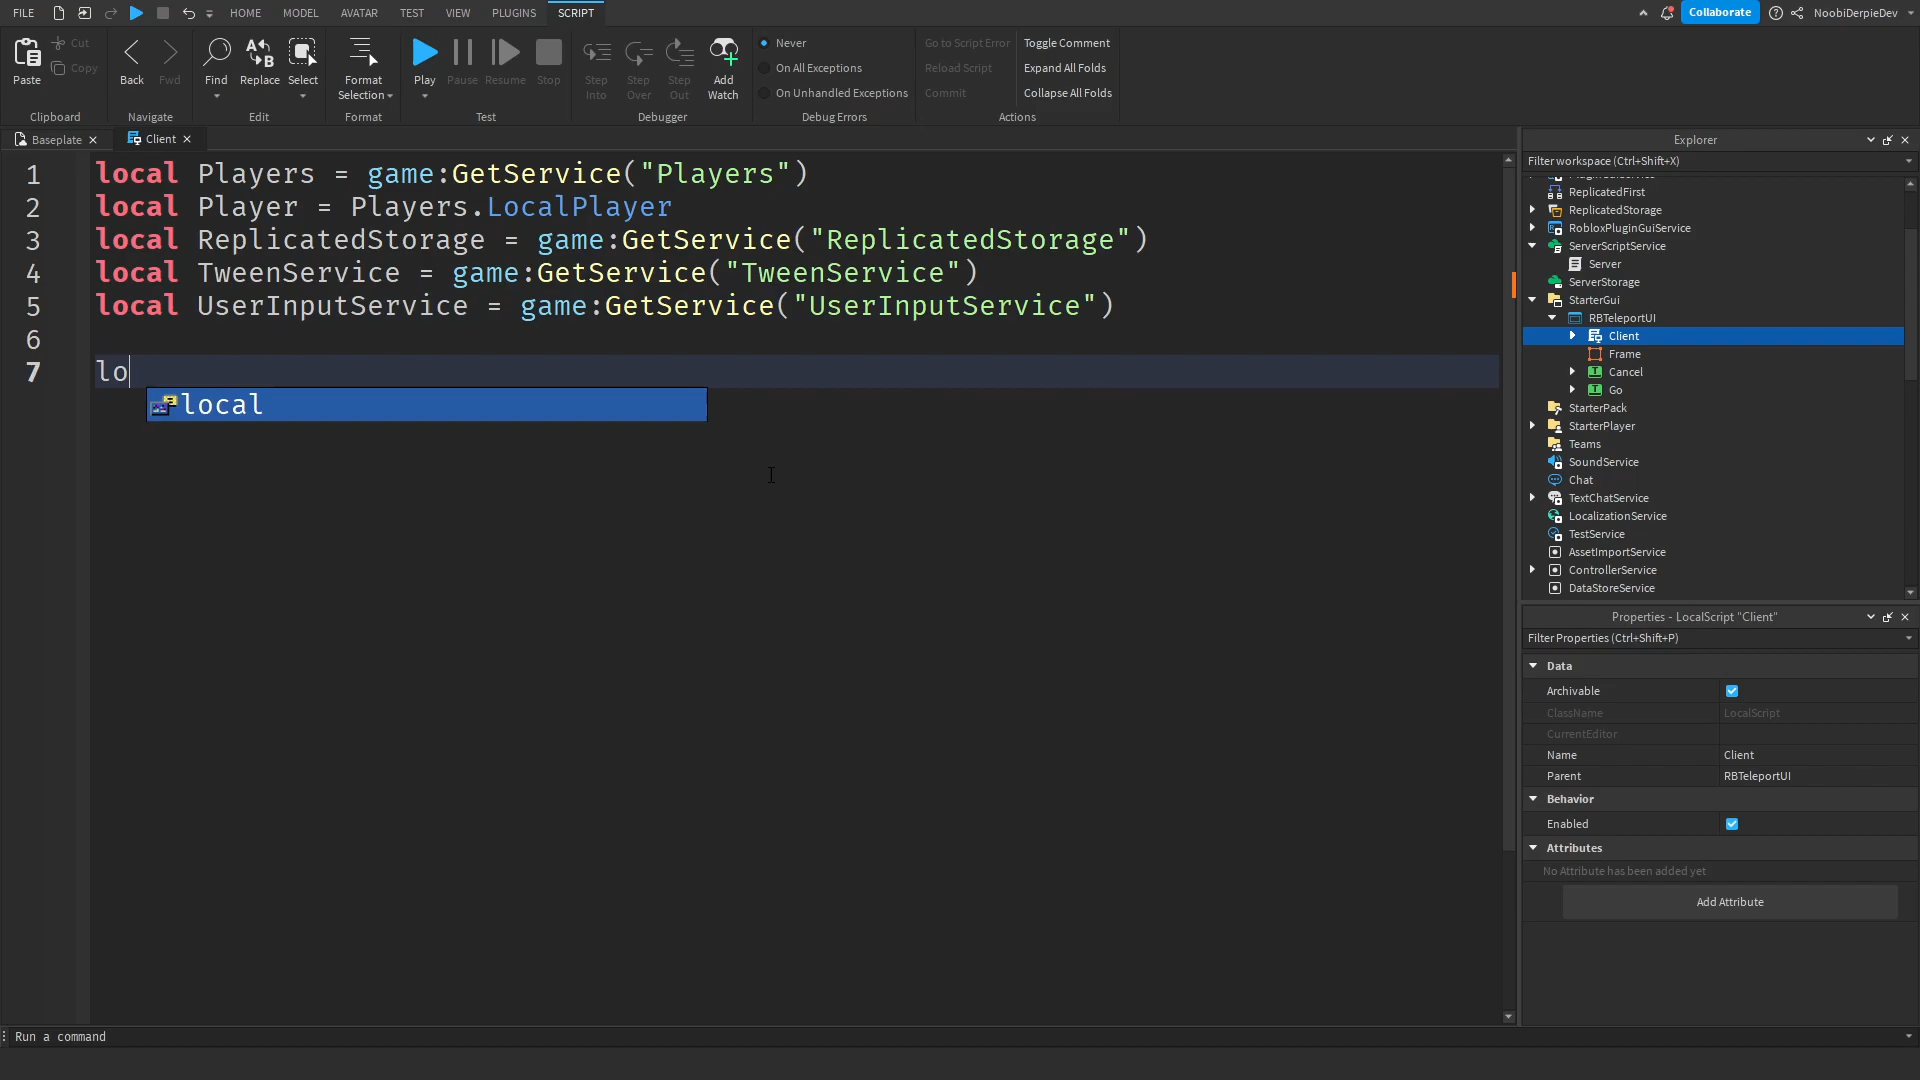 FILE HOME MODEL AVATAR TEST VIEW PLUGINS SCRIPT Collaborate NoobiDerpieDev
Paste Cut Copy
Clipboard
Back Fwd
Navigate
Find Replace Select
Edit
Format
Selection
Format
Play Pause Resume Stop
Test
Step Into
Step Over
Step Out
Add Watch
Debugger
Never
On All Exceptions
On Unhandled Exceptions
Debug Errors
Go to Script Error
Reload Script
Commit
Toggle Comment
Expand All Folds
Collapse All Folds
Actions
Baseplate Client
1 local Players = game:GetService("Players")
2 local Player = Players.LocalPlayer
3 local ReplicatedStorage = game:GetService("ReplicatedStorage")
4 local TweenService = game:GetService("TweenService")
5 local UserInputService = game:GetService("UserInputService")
6
7 lo
local
Explorer
Filter workspace (Ctrl+Shift+X)
ReplicatedFirst
ReplicatedStorage
RobloxPluginGuiService
ServerScriptService
Server
ServerStorage
StarterGui
RBTeleportUI
Client
Frame
Cancel
Go
StarterPack
StarterPlayer
Teams
SoundService
Chat
TextChatService
LocalizationService
TestService
AssetImportService
ControllerService
DataStoreService
Properties - LocalScript "Client"
Filter Properties (Ctrl+Shift+P)
Data
Archivable
ClassName LocalScript
CurrentEditor
Name Client
Parent RBTeleportUI
Behavior
Enabled
Attributes
No Attribute has been added yet
Add Attribute
Run a command